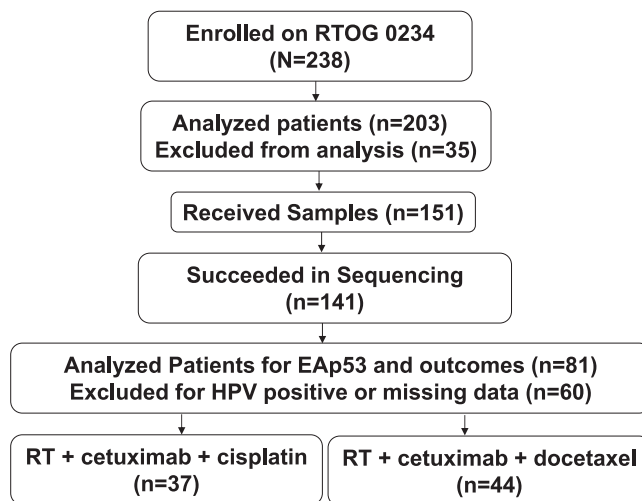 Enrolled on RTOG 0234
(N=238)
Analyzed patients (n=203)
Excluded from analysis (n=35)
Received Samples (n=151)
Succeeded in Sequencing
(n=141)
Analyzed Patients for EAp53 and outcomes (n=81)
Excluded for HPV positive or missing data (n=60)
RT + cetuximab + cisplatin
(n=37)
RT + cetuximab + docetaxel
(n=44)